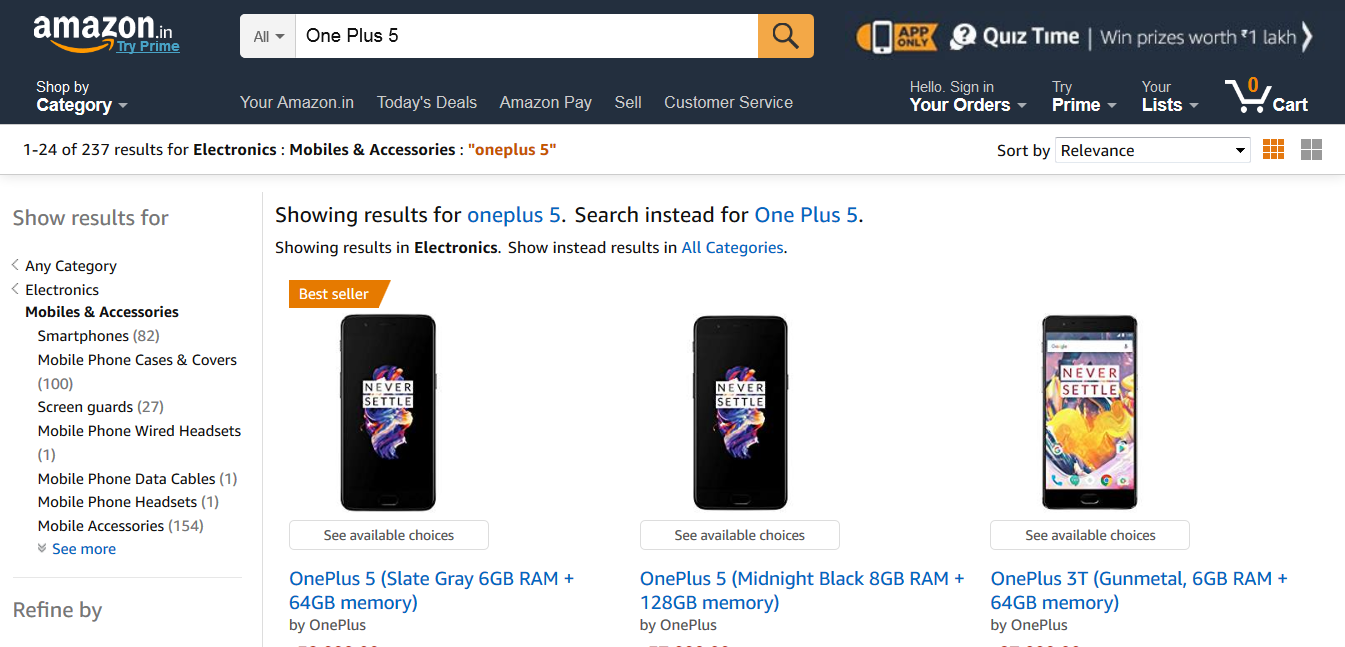 amazon.in
Try Prime
All
One Plus 5
APP ONLY
Quiz Time | Win prizes worth ₹1 lakh
Shop by
Category
Your Amazon.in Today's Deals Amazon Pay Sell Customer Service
Hello. Sign in
Your Orders
Try
Prime
Your
Lists
0
Cart
1-24 of 237 results for Electronics : Mobiles & Accessories : "oneplus 5"
Sort by Relevance
Show results for
Any Category
Electronics
Mobiles & Accessories
Smartphones (82)
Mobile Phone Cases & Covers
(100)
Screen guards (27)
Mobile Phone Wired Headsets
(1)
Mobile Phone Data Cables (1)
Mobile Phone Headsets (1)
Mobile Accessories (154)
See more
Refine by
Showing results for oneplus 5. Search instead for One Plus 5.
Showing results in Electronics. Show instead results in All Categories.
Best seller
NEVER
SETTLE
See available choices
OnePlus 5 (Slate Gray 6GB RAM +
64GB memory)
by OnePlus
NEVER
SETTLE
See available choices
OnePlus 5 (Midnight Black 8GB RAM +
128GB memory)
by OnePlus
Google
NEVER
SETTLE
See available choices
OnePlus 3T (Gunmetal, 6GB RAM +
64GB memory)
by OnePlus